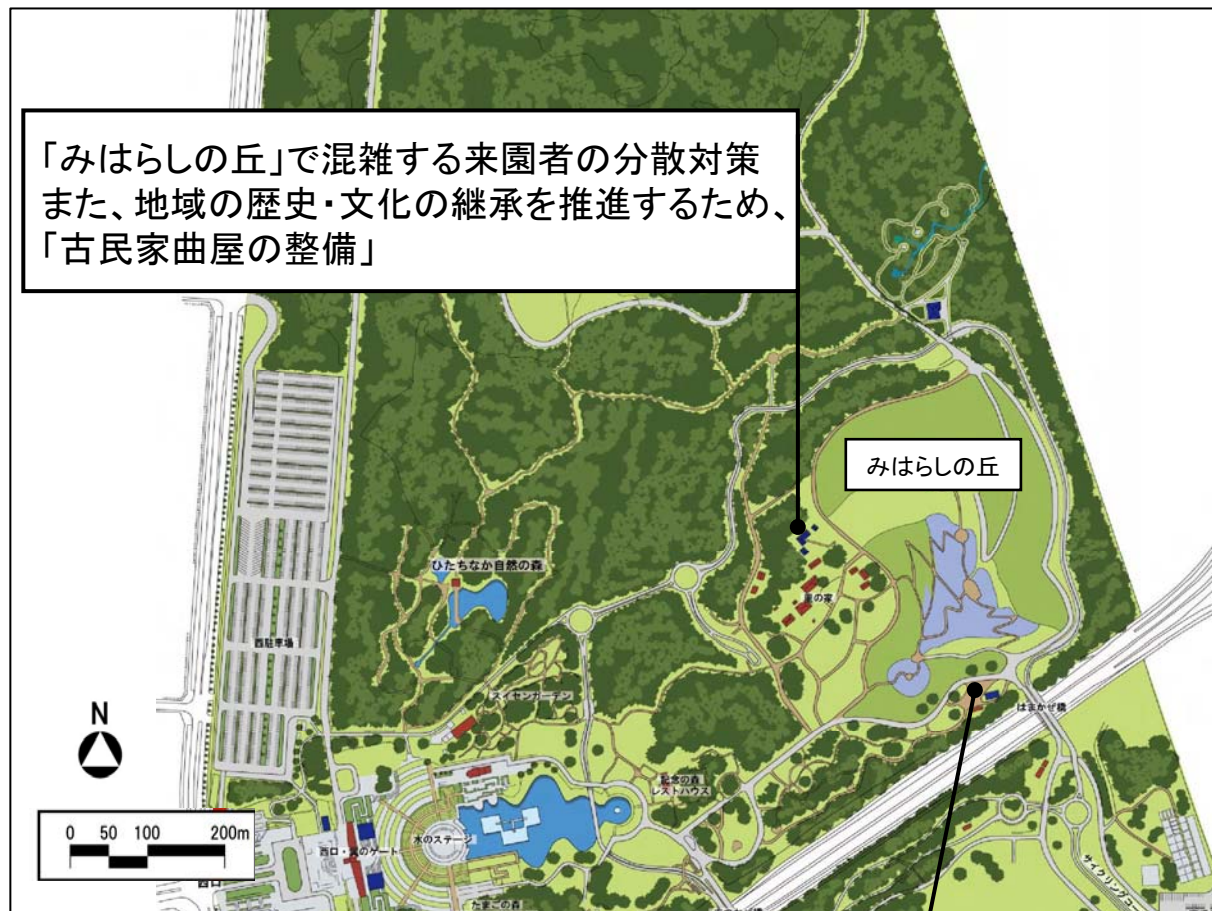 「みはらしの丘」で混雑する来園者の分散対策
また、地域の歴史・文化の継承を推進するため、
「古民家曲屋の整備」
みはらしの丘
ひたちなか自然の森
里の家
西駐車場
スイセンガーデン
はまかぜ橋
N
記念の森
レストハウス
0 50 100 200m
水のステージ
西口・翼のゲート
サイクリングコー
たまごの森